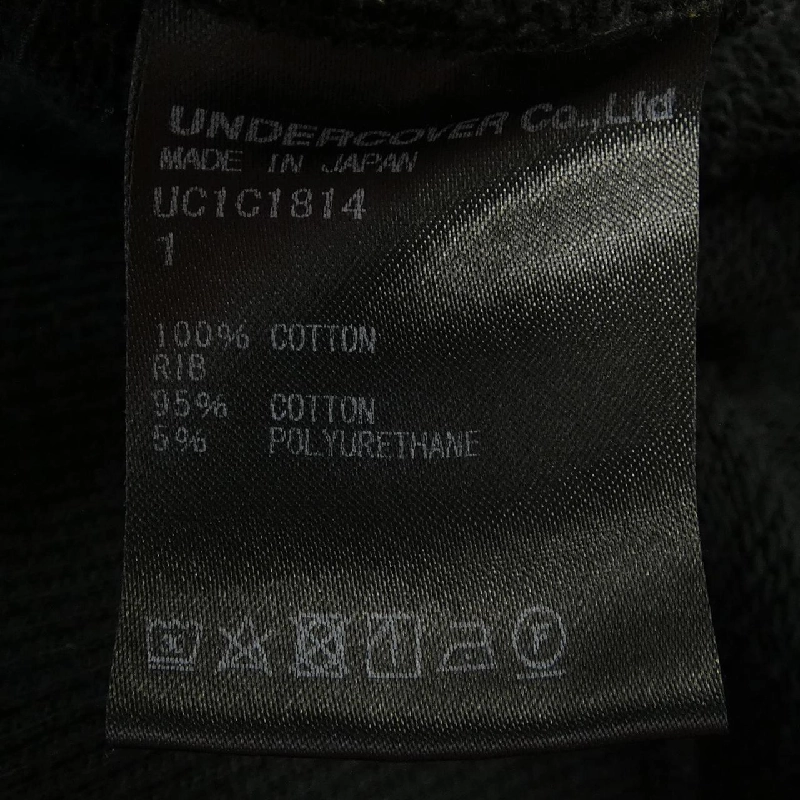 UNDERCOVER Co.,Ltd
MADE IN JAPAN
UC1C1814
1
100% COTTON
RIB
95% COTTON
5% POLYURETHANE